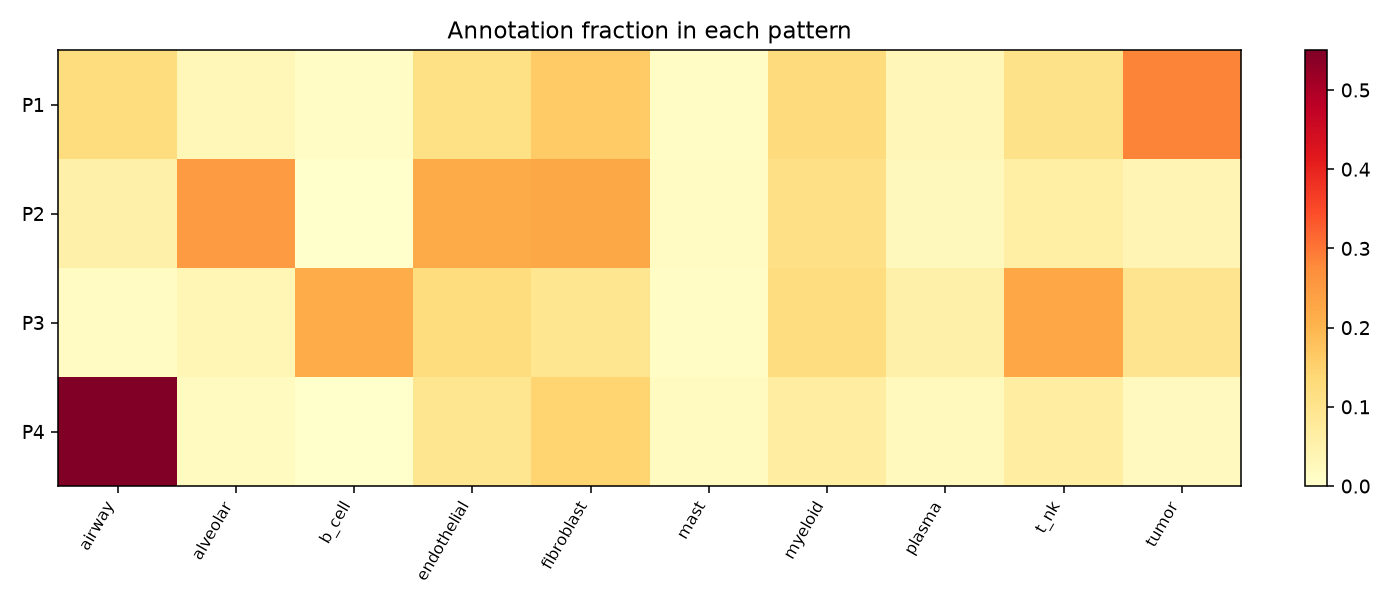 Annotation fraction in each pattern
P1
P2
P3
P4
airway
alveolar
b_cell
endothelial
fibroblast
mast
myeloid
plasma
t_nk
tumor
0.5
0.4
0.3
0.2
0.1
0.0